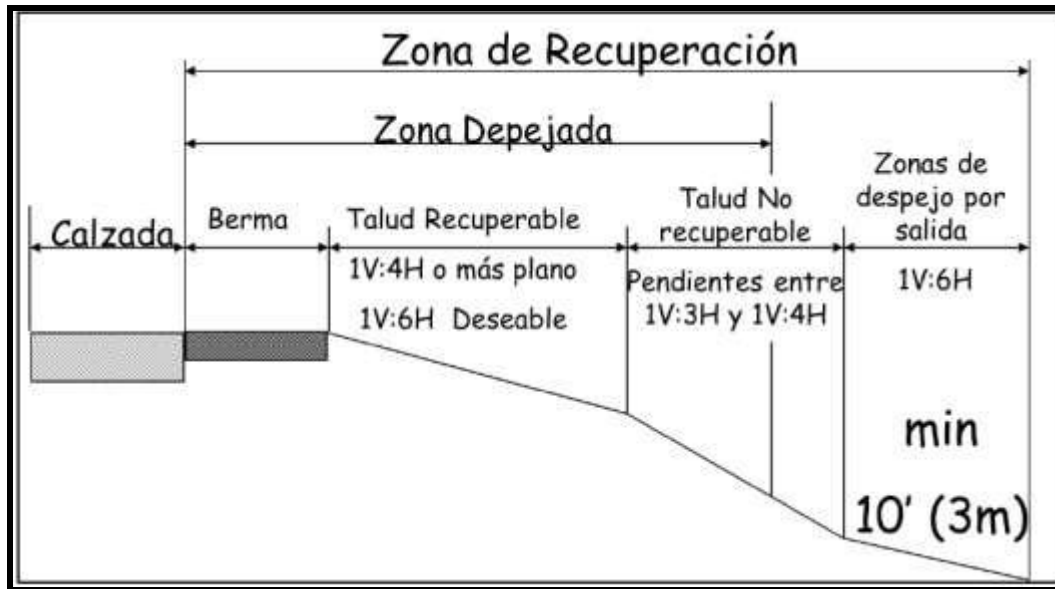 Zona de Recuperación
Zona Depejada
Calzada
Berma
Talud Recuperable
1V:4H o más plano
1V:6H Deseable
Talud No
recuperable
Pendientes entre
1V:3H y 1V:4H
Zonas de
despejo por
salida
1V:6H
min
10' (3m)